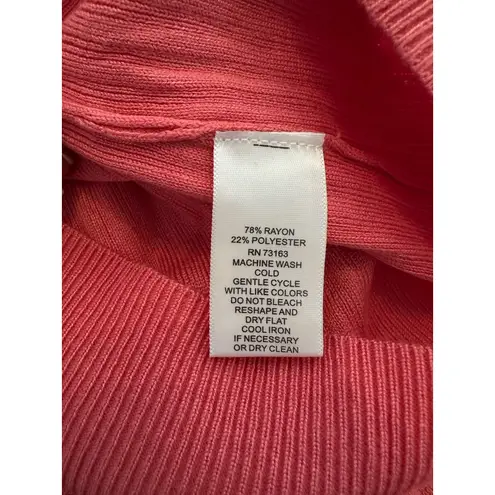 78% RAYON
22% POLYESTER
RN 73163
MACHINE WASH
COLD
GENTLE CYCLE
WITH LIKE COLORS
DO NOT BLEACH
RESHAPE AND
DRY FLAT
COOL IRON
IF NECESSARY
OR DRY CLEAN